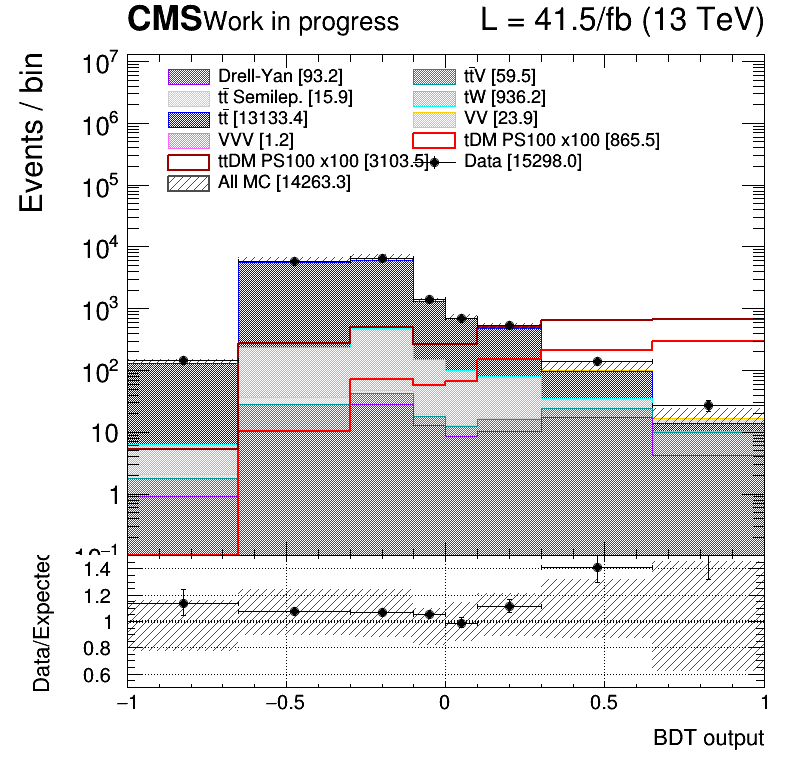 CMS Work in progress L = 41.5/fb (13 TeV)
Events / bin
10⁷
10⁶
10⁵
10⁴
10³
10²
10
1
10⁻¹
Drell-Yan [93.2] tt̄V [59.5]
tt̄ Semilep. [15.9] tW [936.2]
tt̄ [13133.4] VV [23.9]
VVV [1.2] tDM PS100 x100 [865.5]
ttDM PS100 x100 [3103.5] Data [15298.0]
All MC [14263.3]
Data/Expected
1.4
1.2
1
0.8
0.6
−1 −0.5 0 0.5 1
BDT output